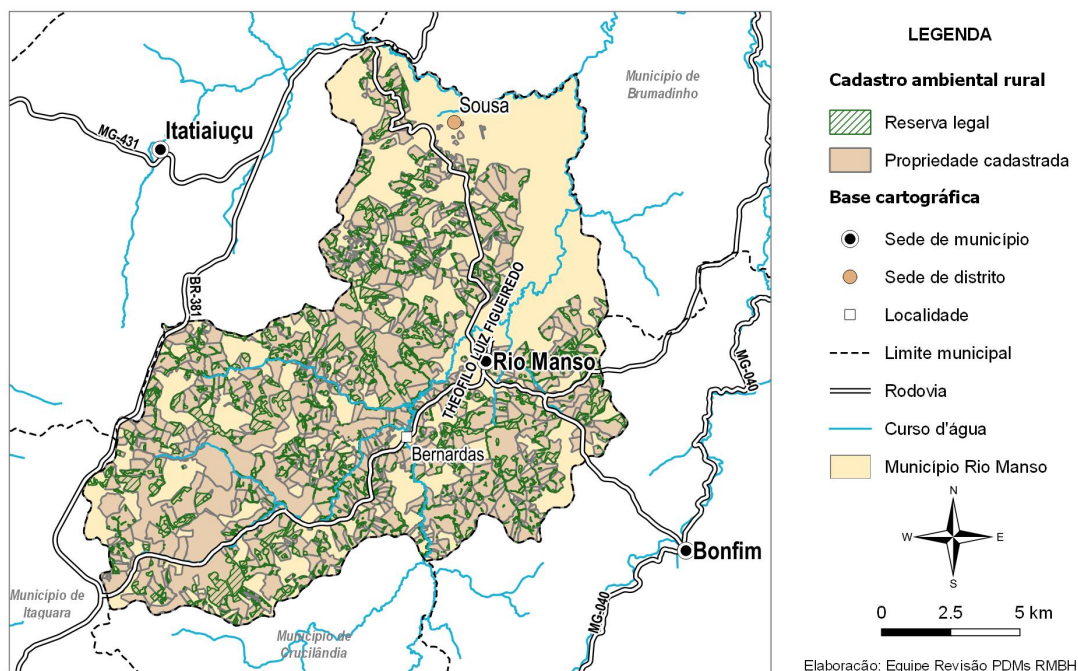 Município de
Brumadinho
Sousa
Itatiaiuçu
MG-431
BR-381
THEÓFILO LUIZ FIGUEIREDO
Rio Manso
MG-040
Bernardas
Bonfim
MG-040
Município de
Itaguara
Município de
Crucilândia
LEGENDA
Cadastro ambiental rural
Reserva legal
Propriedade cadastrada
Base cartográfica
Sede de município
Sede de distrito
Localidade
Limite municipal
Rodovia
Curso d'água
Município Rio Manso
N
W
E
S
0 2.5 5 km
Elaboração: Equipe Revisão PDMs RMBH